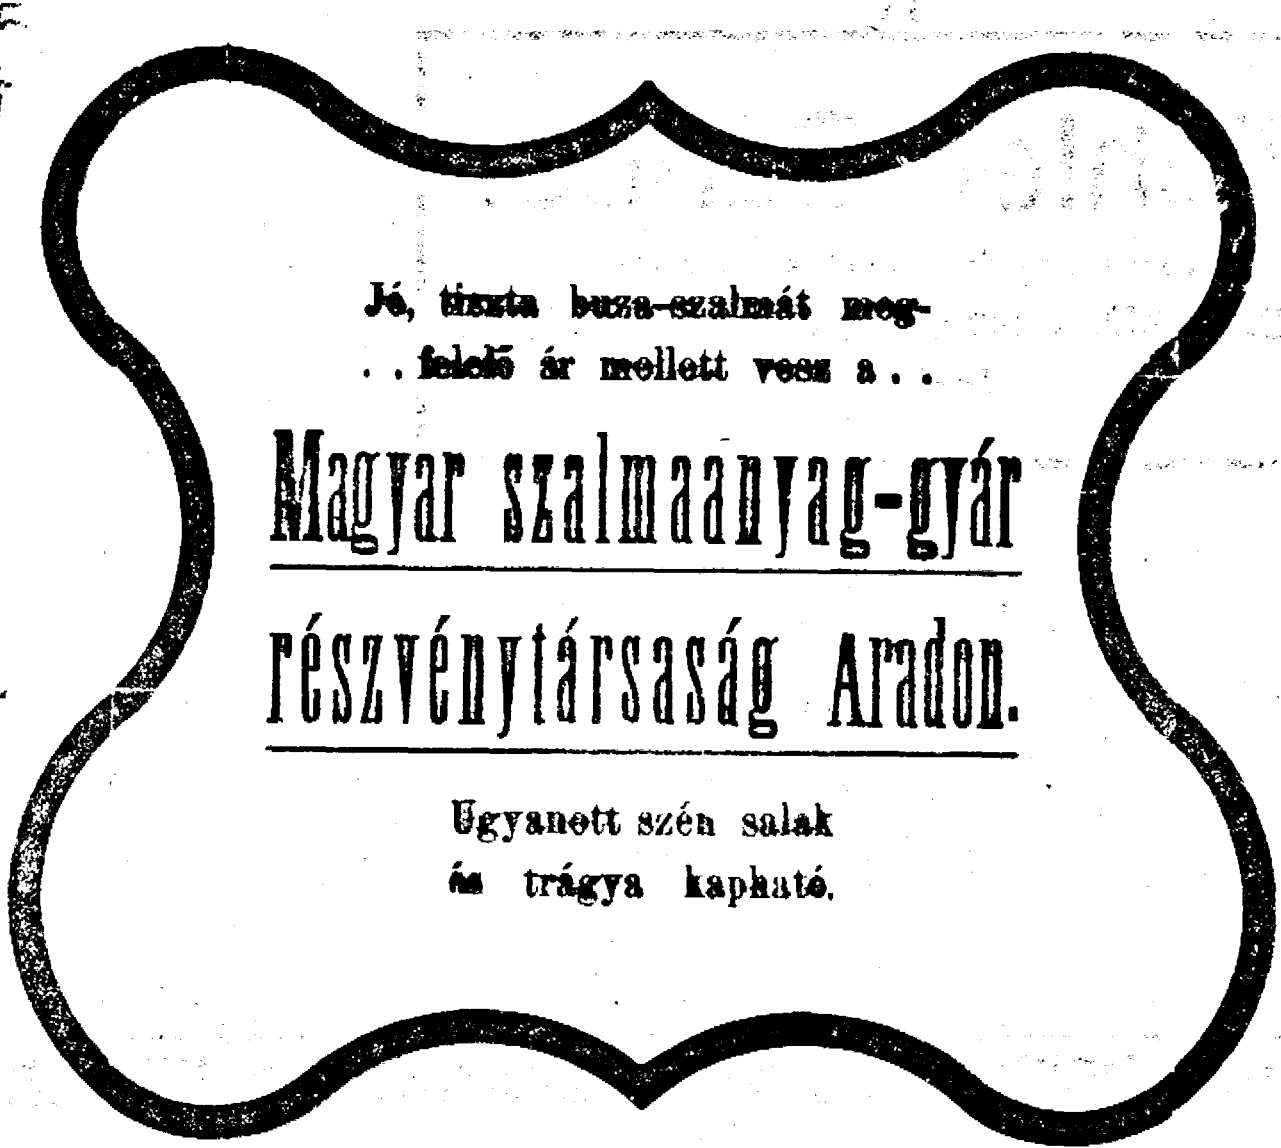 Jó, tiszta buza-szalmát meg-
. . felelő ár mellett vesz a . .
Magyar szalmaanyag-gyár
részvénytársaság Aradon.
Ugyanott szén salak
és trágya kapható.